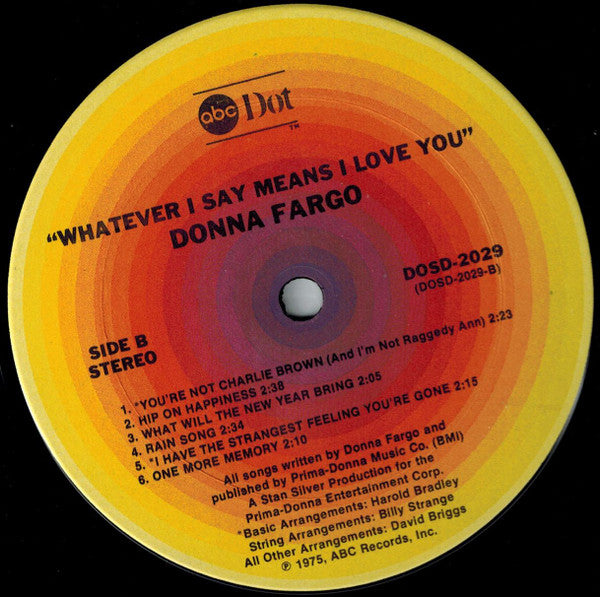 abc Dot
TM
"WHATEVER I SAY MEANS I LOVE YOU"
DONNA FARGO
DOSD-2029
(DOSD-2029-B)
SIDE B
STEREO
1. *YOU'RE NOT CHARLIE BROWN (And I'm Not Raggedy Ann) 2:23
2. HIP ON HAPPINESS 2:38
3. WHAT WILL THE NEW YEAR BRING 2:05
4. RAIN SONG 2:34
5. *I HAVE THE STRANGEST FEELING YOU'RE GONE 2:15
6. ONE MORE MEMORY 2:10
All songs written by Donna Fargo and
published by Prima-Donna Music Co. (BMI)
A Stan Silver Production for the
Prima-Donna Entertainment Corp.
*Basic Arrangements: Harold Bradley
String Arrangements: Billy Strange
All Other Arrangements: David Briggs
℗ 1975, ABC Records, Inc.